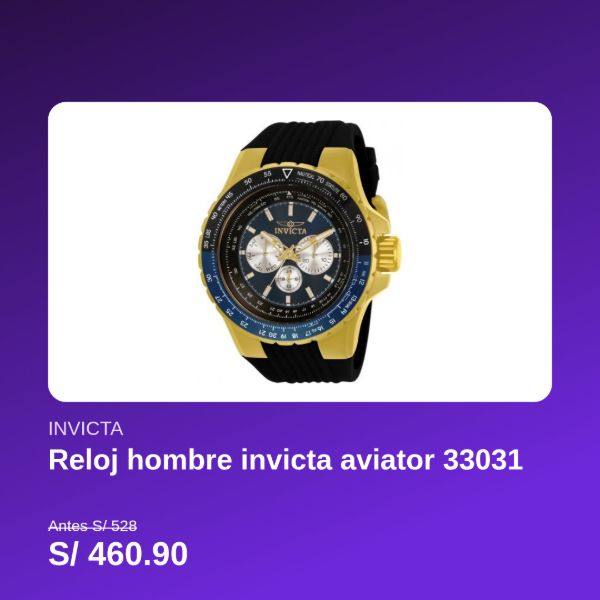 INVICTA
INVICTA
Reloj hombre invicta aviator 33031
Antes S/ 528
S/ 460.90